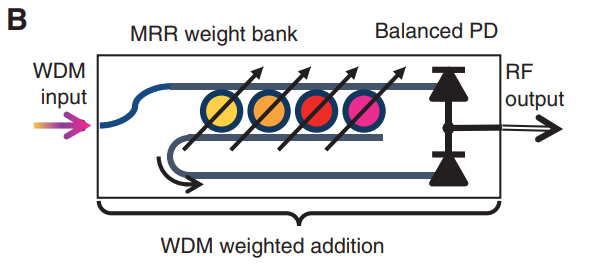 B
MRR weight bank
Balanced PD
WDM
input
RF
output
WDM weighted addition